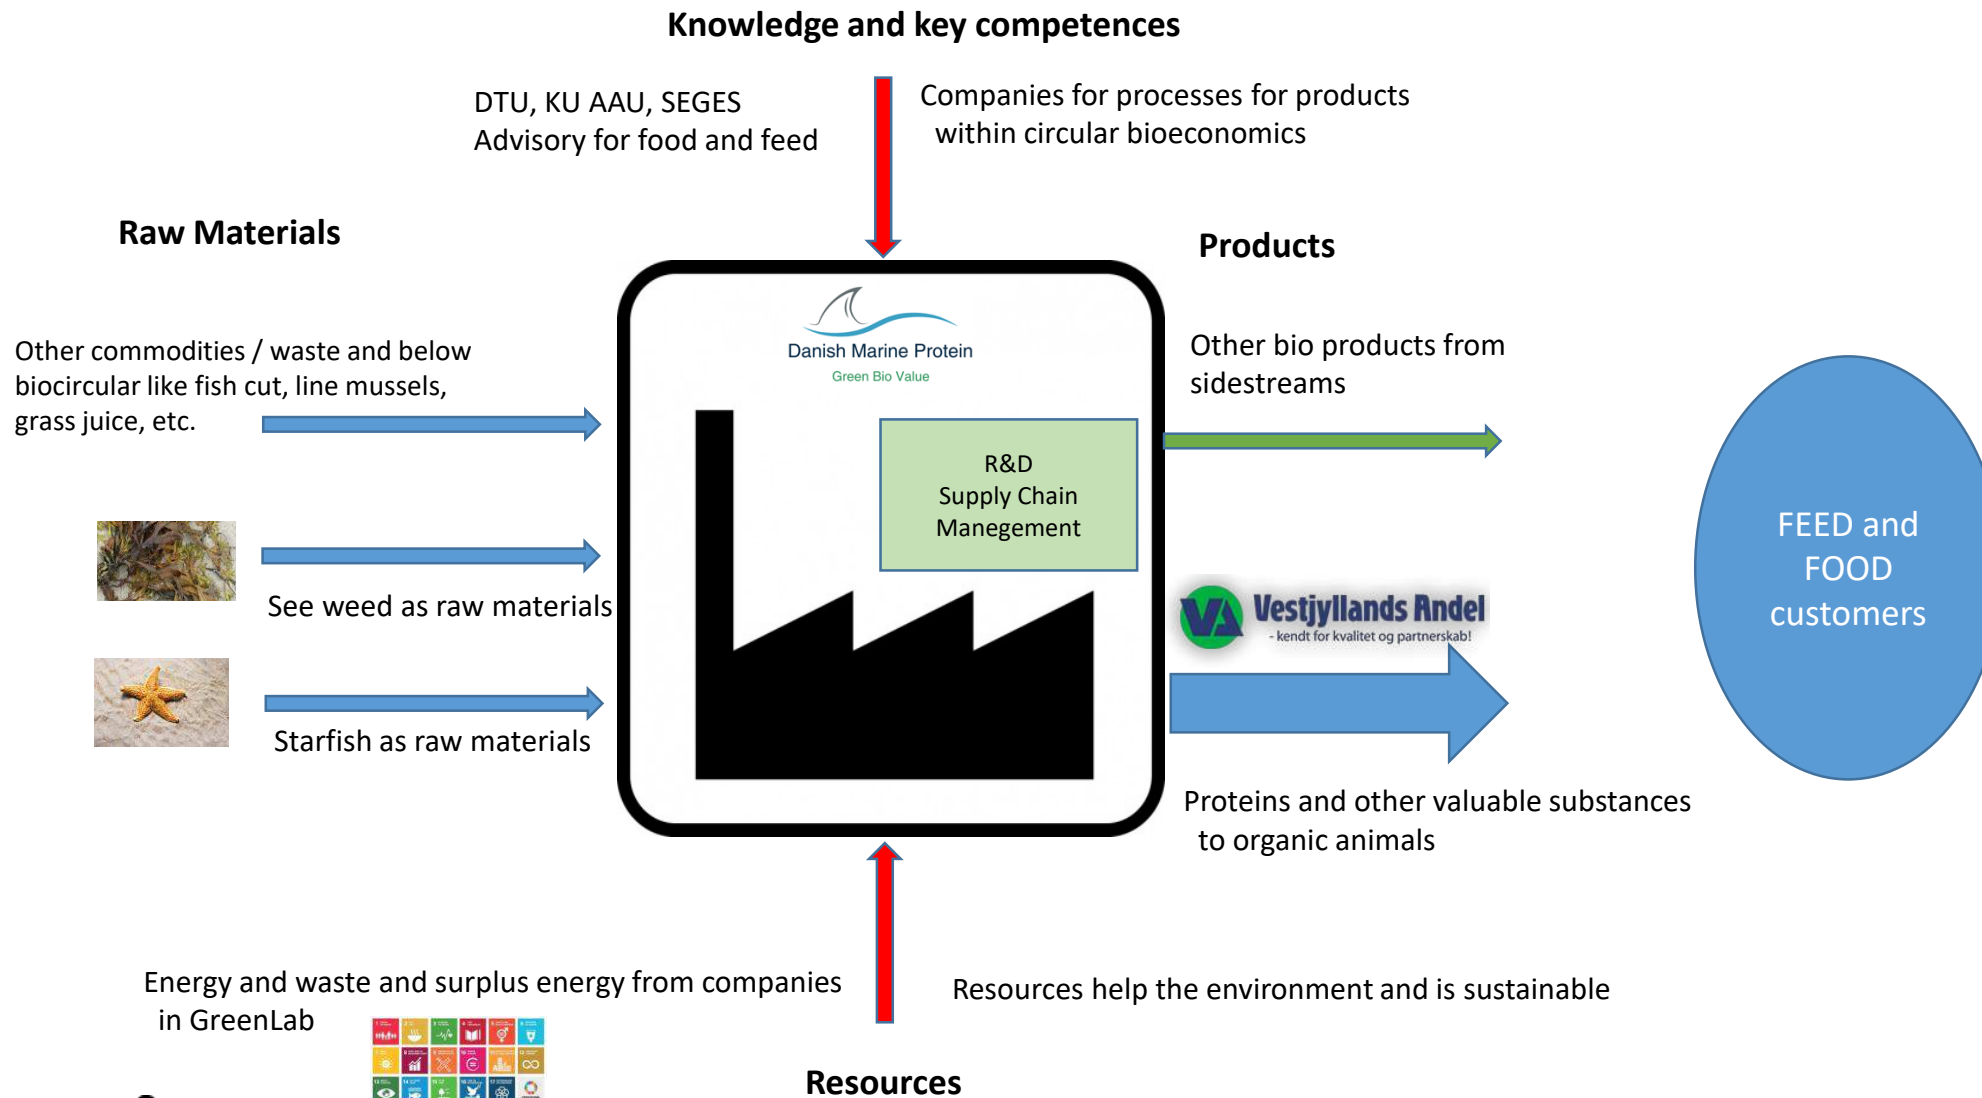 Knowledge and key competences
DTU, KU AAU, SEGES
Advisory for food and feed
Companies for processes for products
within circular bioeconomics
Raw Materials
Products
Other commodities / waste and below
biocircular like fish cut, line mussels,
grass juice, etc.
See weed as raw materials
Starfish as raw materials
Danish Marine Protein
Green Bio Value
R&D
Supply Chain
Manegement
Other bio products from
sidestreams
VA Vestjyllands Andel
- kendt for kvalitet og partnerskab!
Proteins and other valuable substances
to organic animals
FEED and
FOOD
customers
Energy and waste and surplus energy from companies
in GreenLab
Resources help the environment and is sustainable
Resources